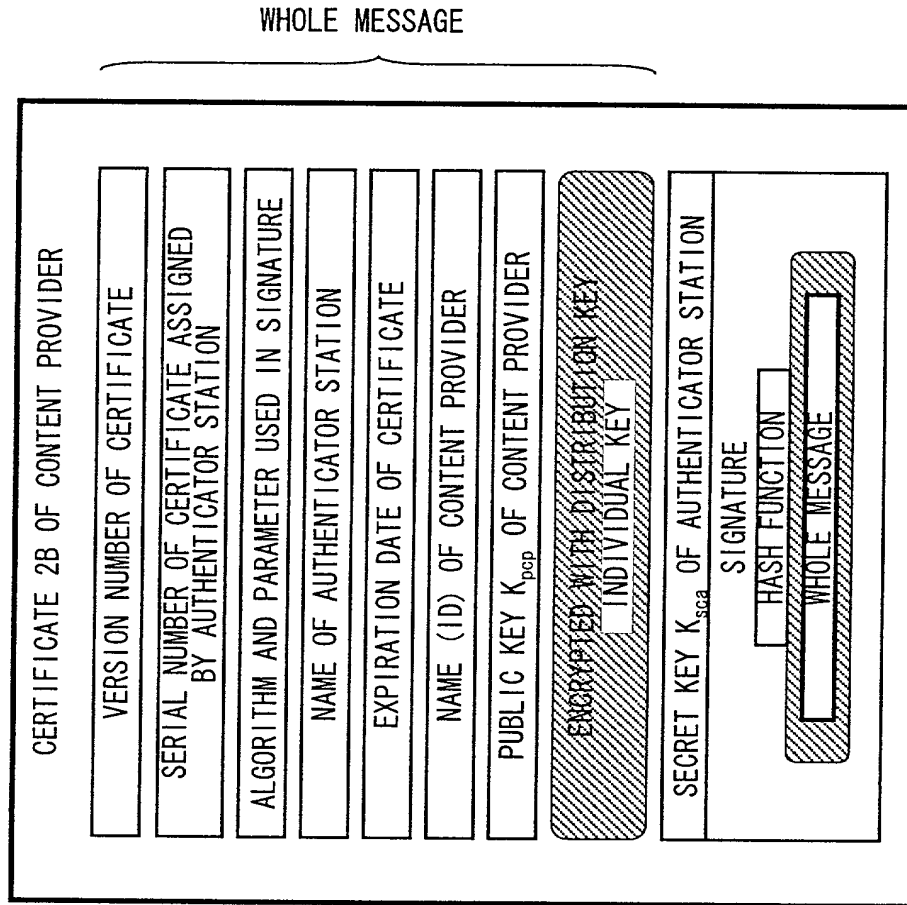 WHOLE MESSAGE
CERTIFICATE 2B OF CONTENT PROVIDER
VERSION NUMBER OF CERTIFICATE
SERIAL NUMBER OF CERTIFICATE ASSIGNED
BY AUTHENTICATOR STATION
ALGORITHM AND PARAMETER USED IN SIGNATURE
NAME OF AUTHENTICATOR STATION
EXPIRATION DATE OF CERTIFICATE
NAME (ID) OF CONTENT PROVIDER
PUBLIC KEY Kpcp OF CONTENT PROVIDER
ENCRYPTED WITH DISTRIBUTION KEY
INDIVIDUAL KEY
SECRET KEY Ksca OF AUTHENTICATOR STATION
SIGNATURE
HASH FUNCTION
WHOLE MESSAGE